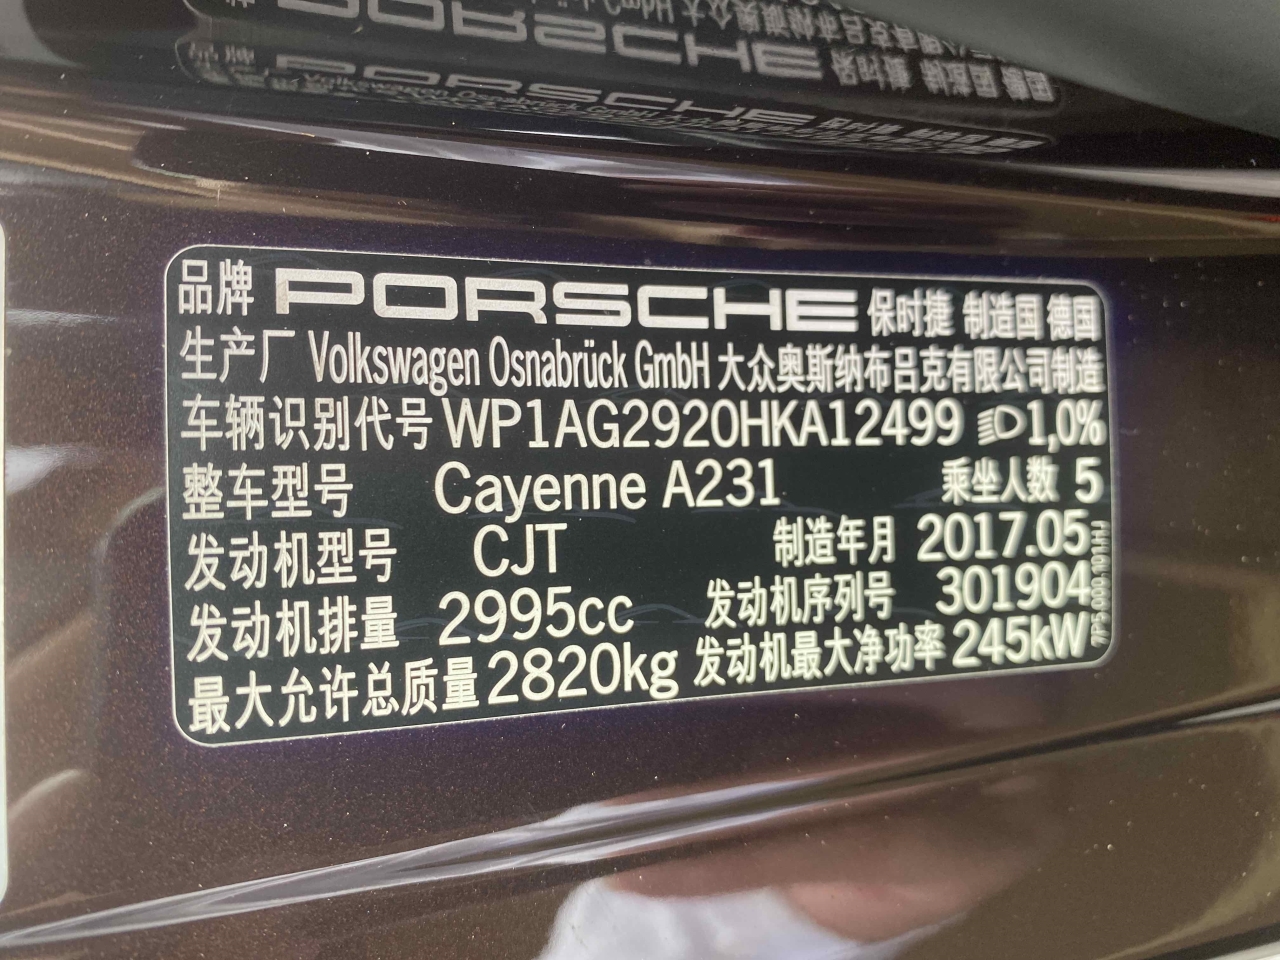 品牌 PORSCHE 保时捷 制造国 德国
生产厂 Volkswagen Osnabrück GmbH 大众奥斯纳布吕克有限公司制造
车辆识别代号 WP1AG2920HKA12499 1,0%
整车型号 Cayenne A231 乘坐人数 5
发动机型号 CJT 制造年月 2017.05
发动机排量 2995cc 发动机序列号 301904
最大允许总质量 2820kg 发动机最大净功率 245kW